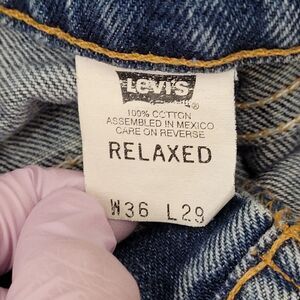 LEVI'S ®
100% COTTON
ASSEMBLED IN MEXICO
CARE ON REVERSE
RELAXED
W36 L29